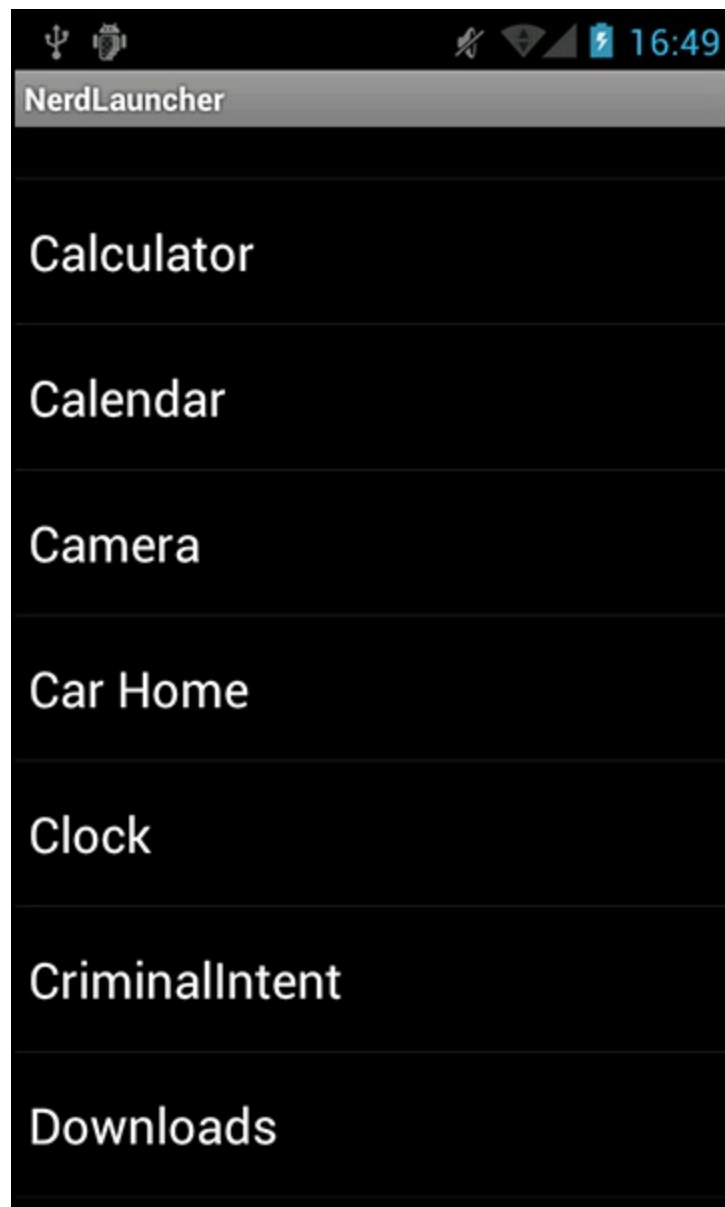 16:49
NerdLauncher
Calculator
Calendar
Camera
Car Home
Clock
CriminalIntent
Downloads